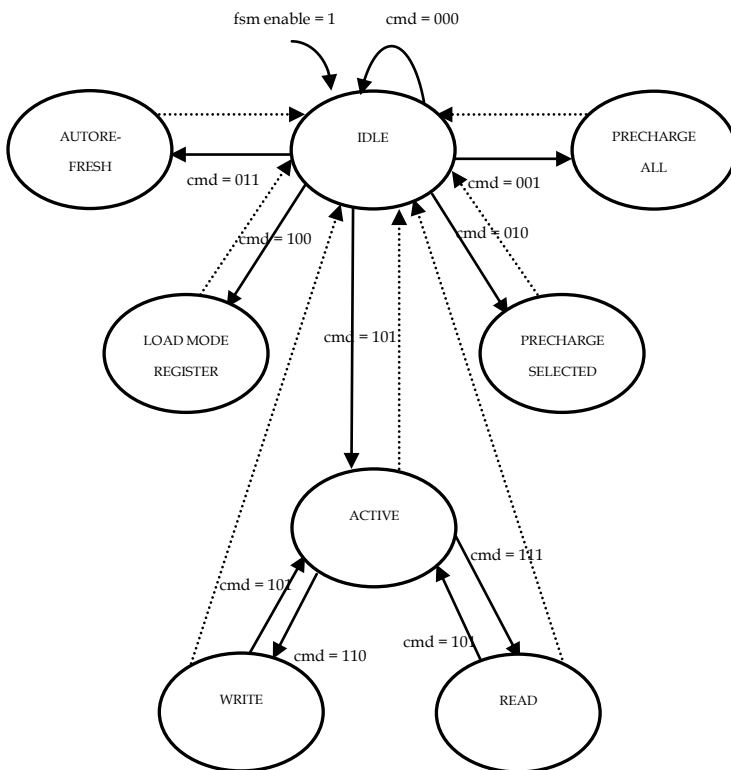 fsm enable = 1
cmd = 000
AUTORE-
FRESH
IDLE
PRECHARGE
ALL
cmd = 011
cmd = 001
cmd = 100
cmd = 010
LOAD MODE
REGISTER
cmd = 101
PRECHARGE
SELECTED
ACTIVE
cmd = 111
cmd = 101
cmd = 101
cmd = 110
WRITE
READ